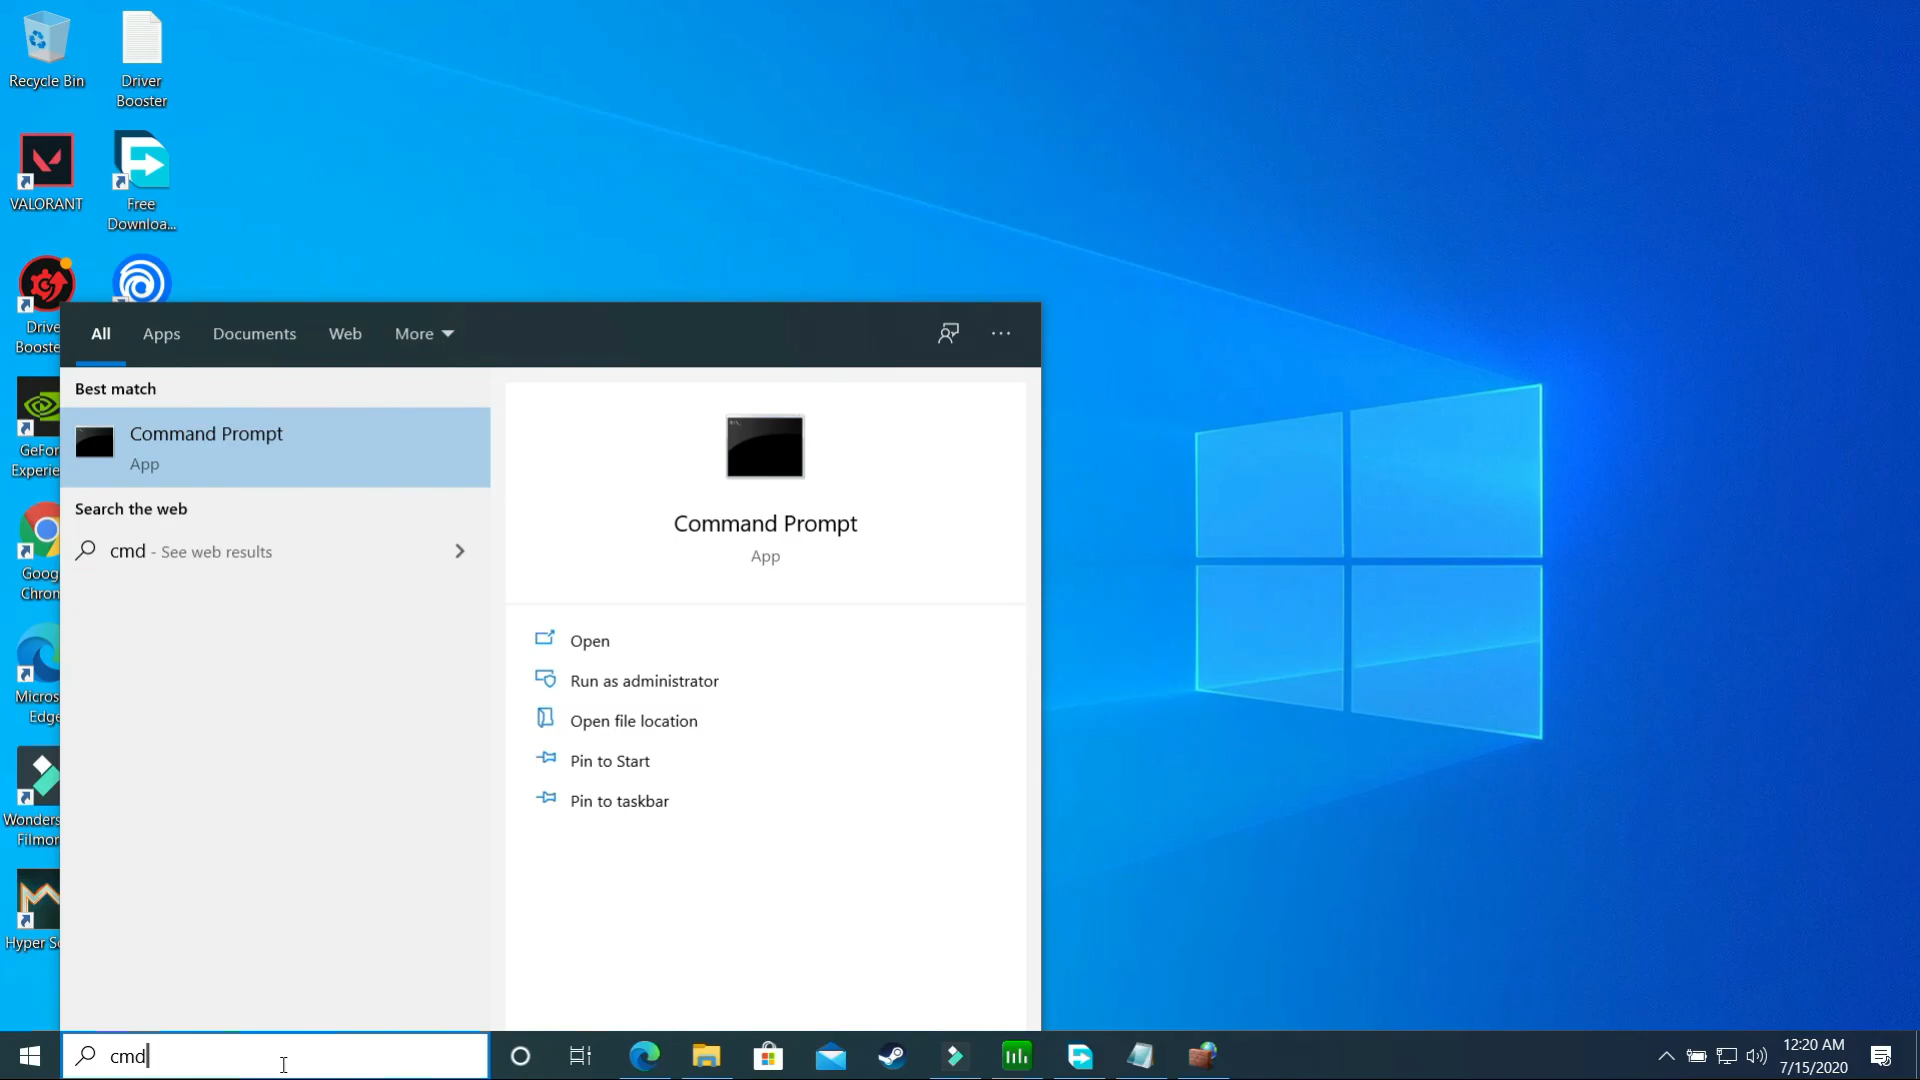 Recycle Bin
Driver
Booster
VALORANT
Free
Downloa...
Drive
Booste
GeFor
Experie
Goog
Chron
Micros
Edge
Wonders
Filmor
Hyper Sc
All
Apps
Documents
Web
More
Best match
Command Prompt
App
Search the web
cmd - See web results
Command Prompt
App
Open
Run as administrator
Open file location
Pin to Start
Pin to taskbar
cmd
12:20 AM
7/15/2020